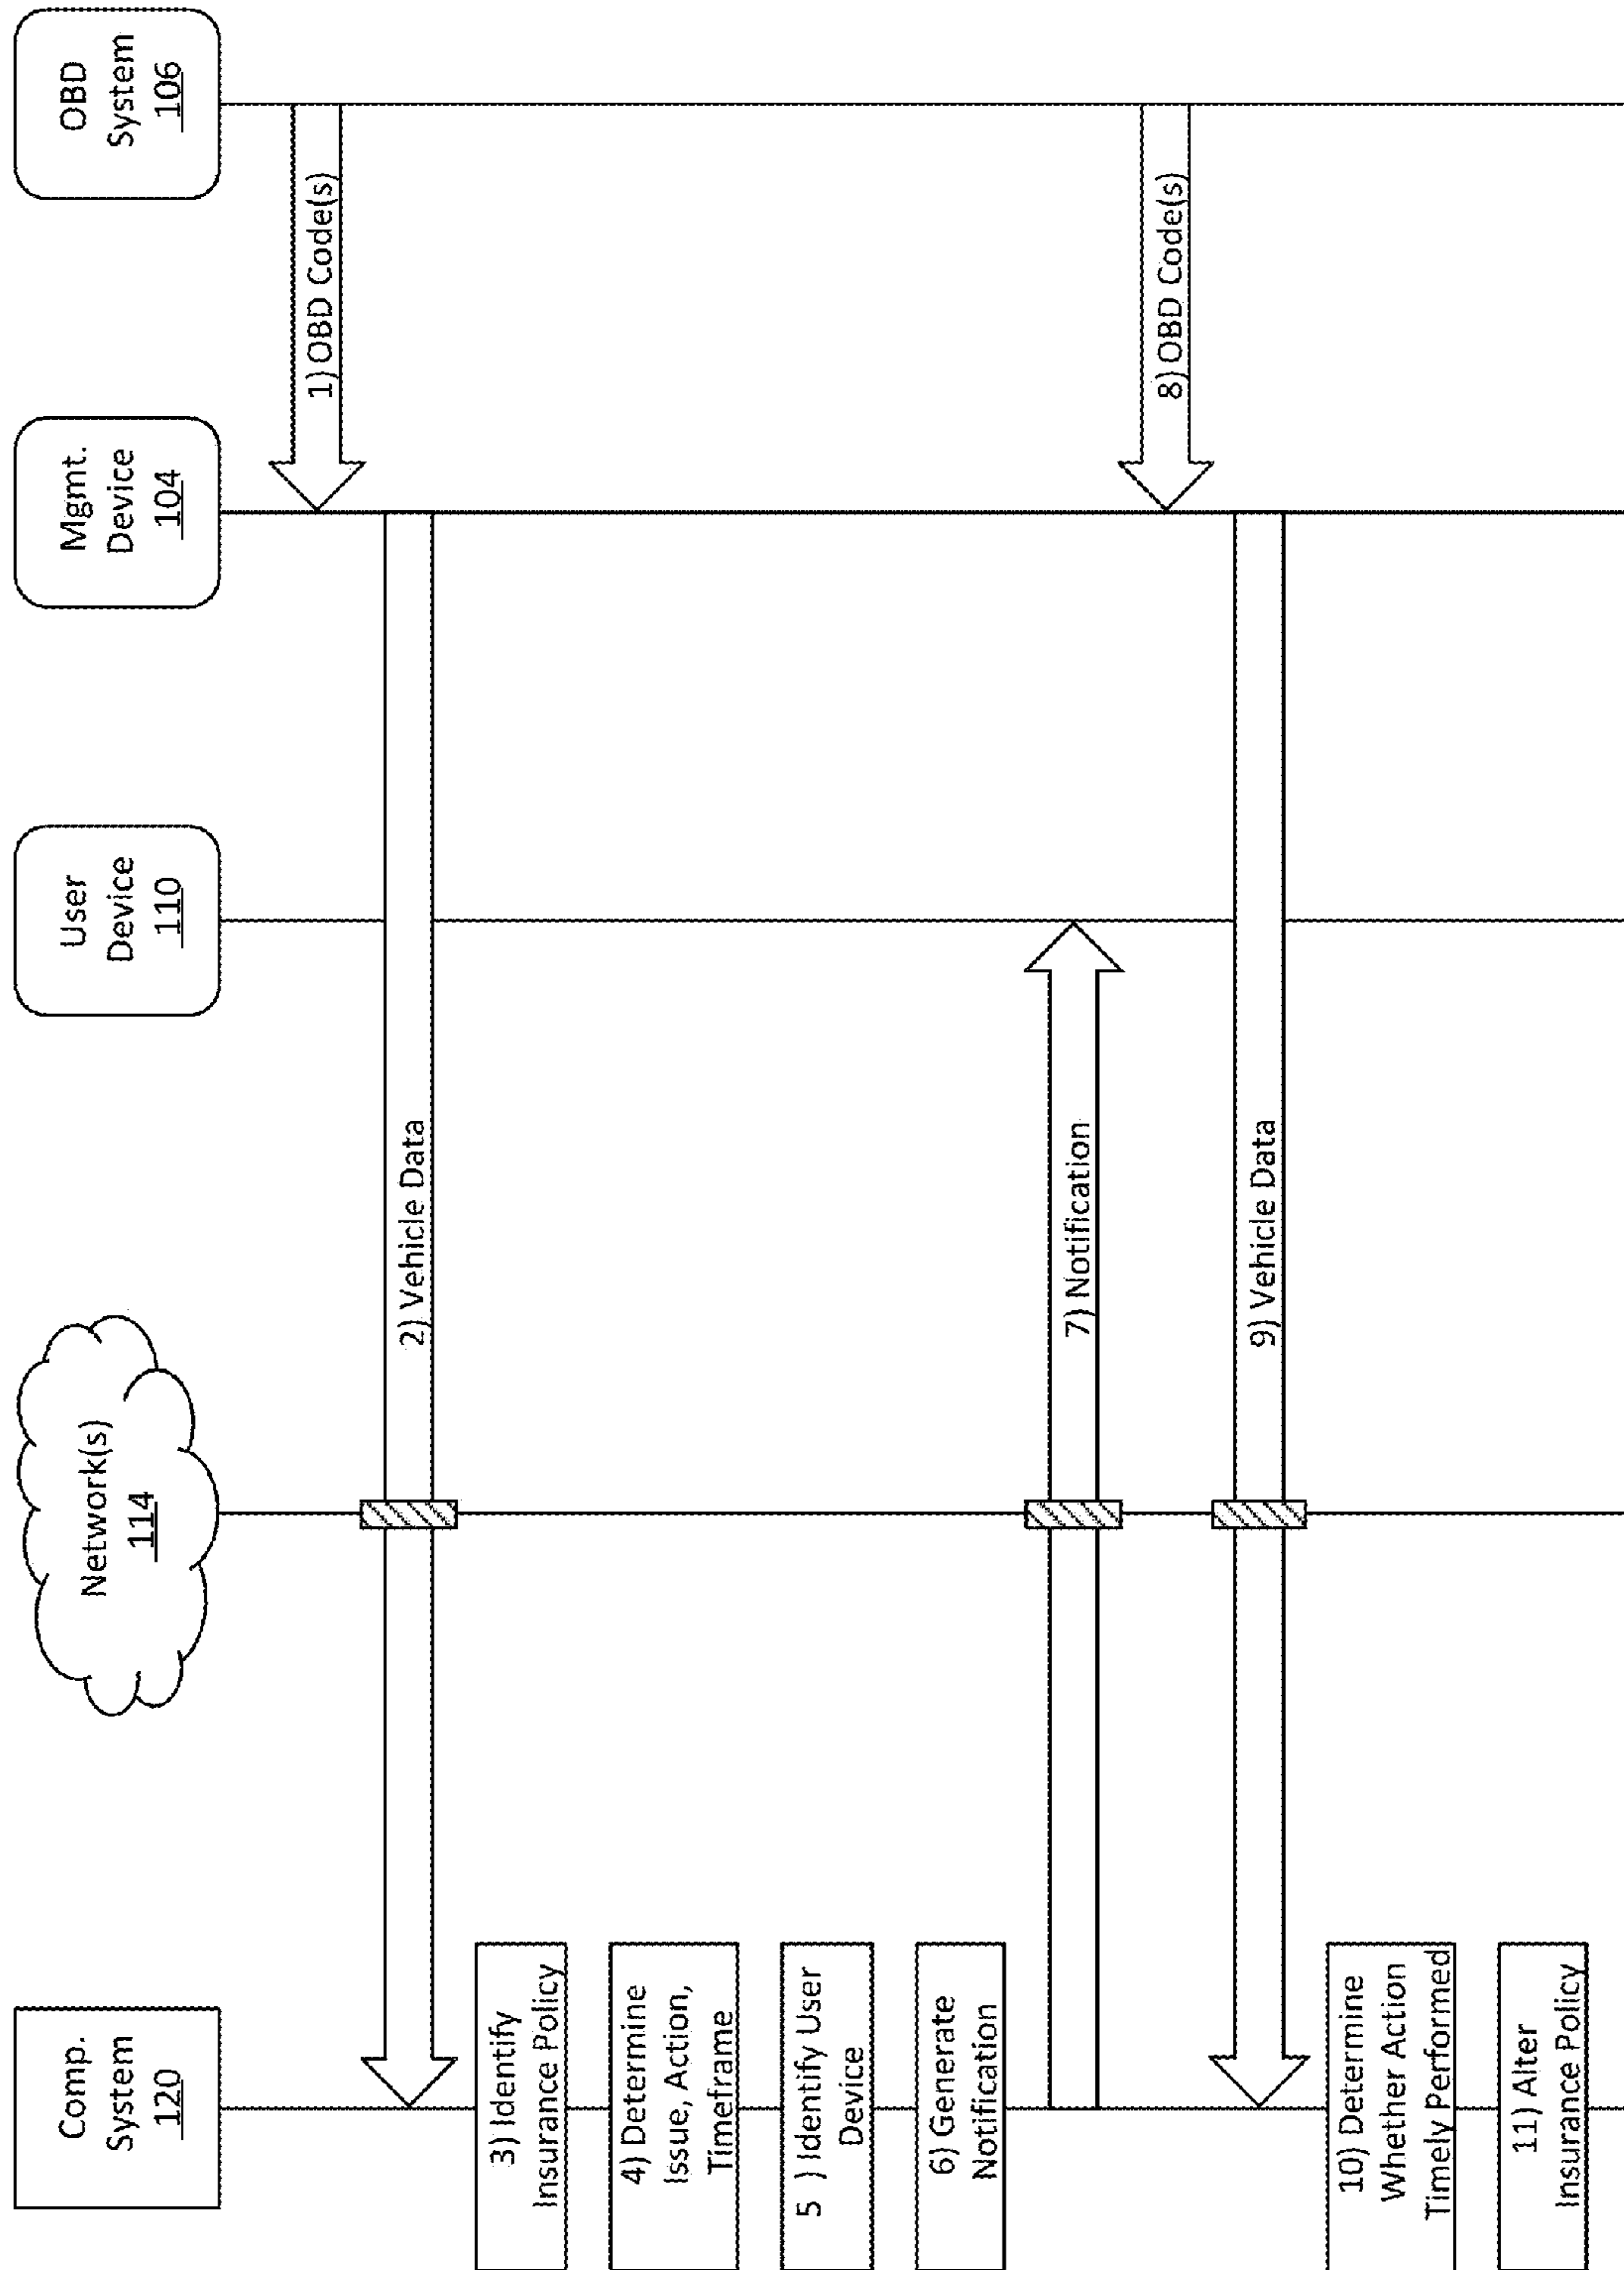 Comp.
System
120
Network(s)
114
User
Device
110
Mgmt.
Device
104
OBD
System
106
1) OBD Code(s)
2) Vehicle Data
3) Identify
Insurance Policy
4) Determine
Issue, Action,
Timeframe
5 ) Identify User
Device
6) Generate
Notification
7) Notification
8) OBD Code(s)
9) Vehicle Data
10) Determine
Whether Action
Timely Performed
11) Alter
Insurance Policy